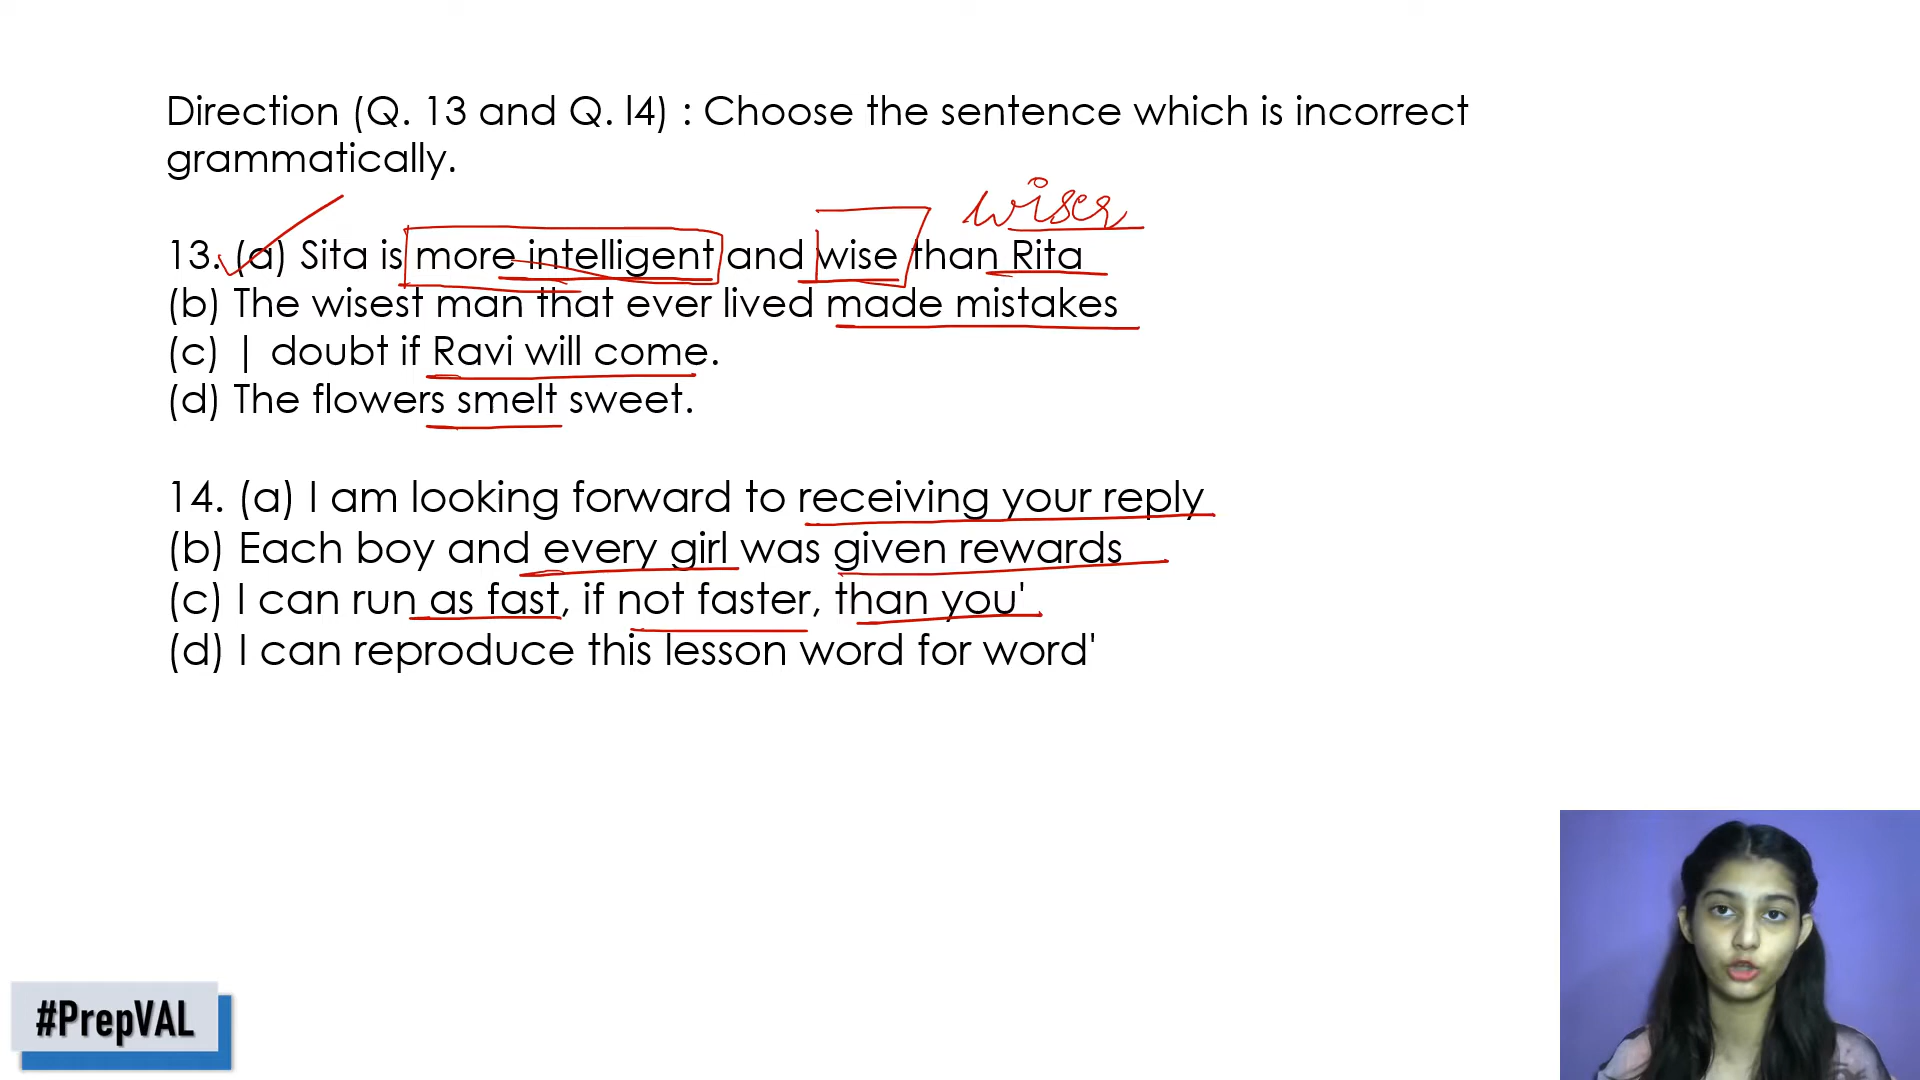 Direction (Q. 13 and Q. l4) : Choose the sentence which is incorrect
grammatically.
wiser
13. (a) Sita is more intelligent and wise than Rita
(b) The wisest man that ever lived made mistakes
(c) | doubt if Ravi will come.
(d) The flowers smelt sweet.
14. (a) I am looking forward to receiving your reply
(b) Each boy and every girl was given rewards
(c) I can run as fast, if not faster, than you'
(d) I can reproduce this lesson word for word'
#PrepVAL